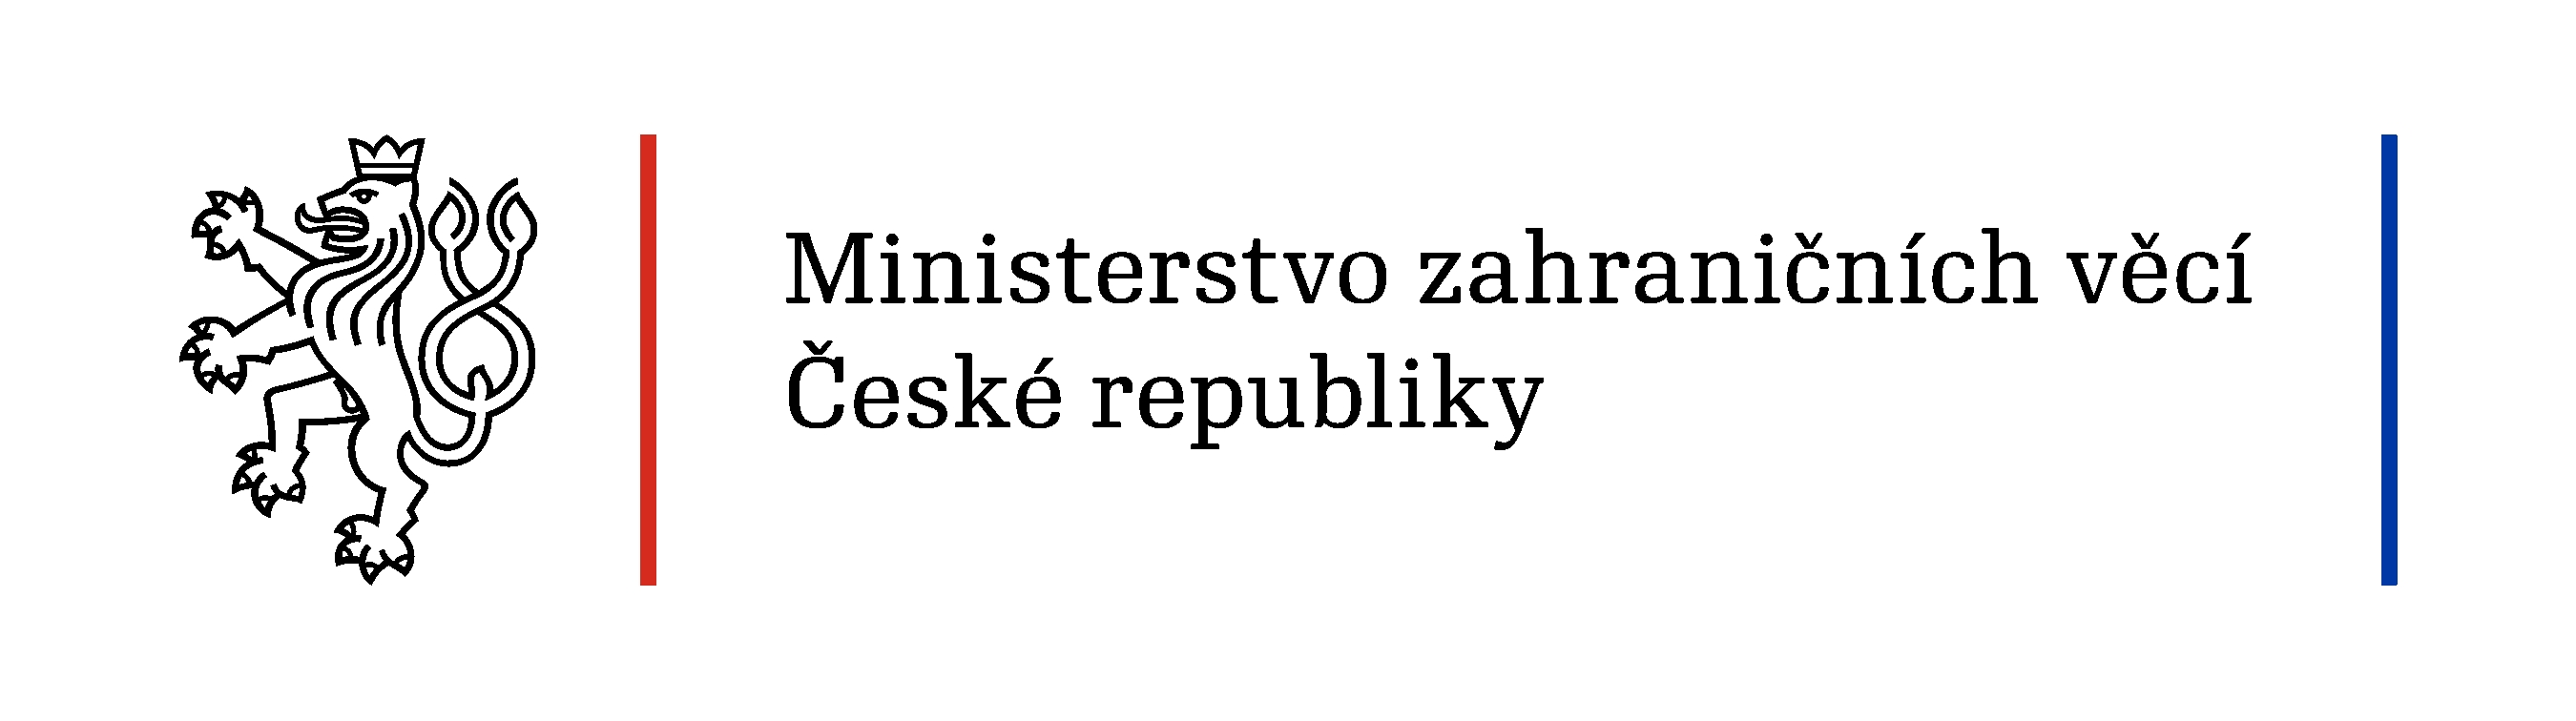 Ministerstvo zahraničních věcí
České republiky